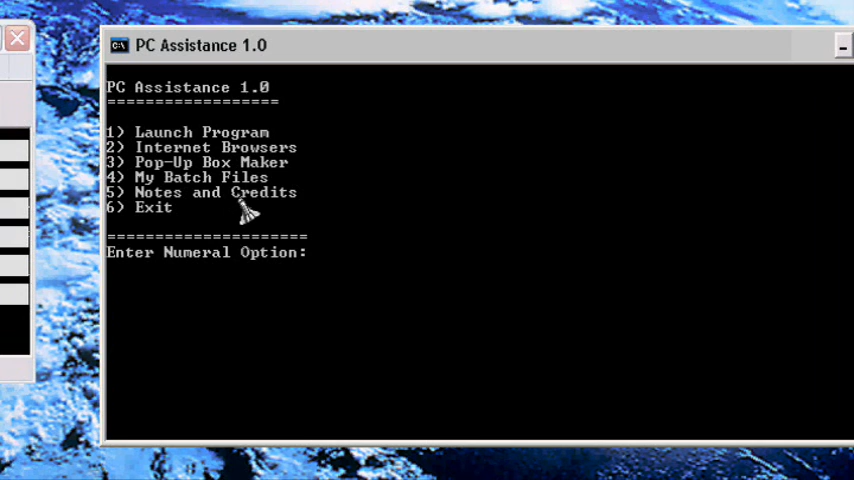 PC Assistance 1.0
PC Assistance 1.0
==================
1) Launch Program
2) Internet Browsers
3) Pop-Up Box Maker
4) My Batch Files
5) Notes and Credits
6) Exit
=====================
Enter Numeral Option: